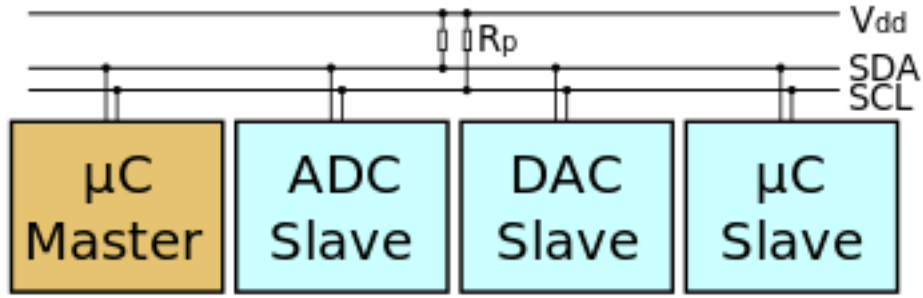 Vdd
Rp
SDA
SCL
µC
Master
ADC
Slave
DAC
Slave
µC
Slave